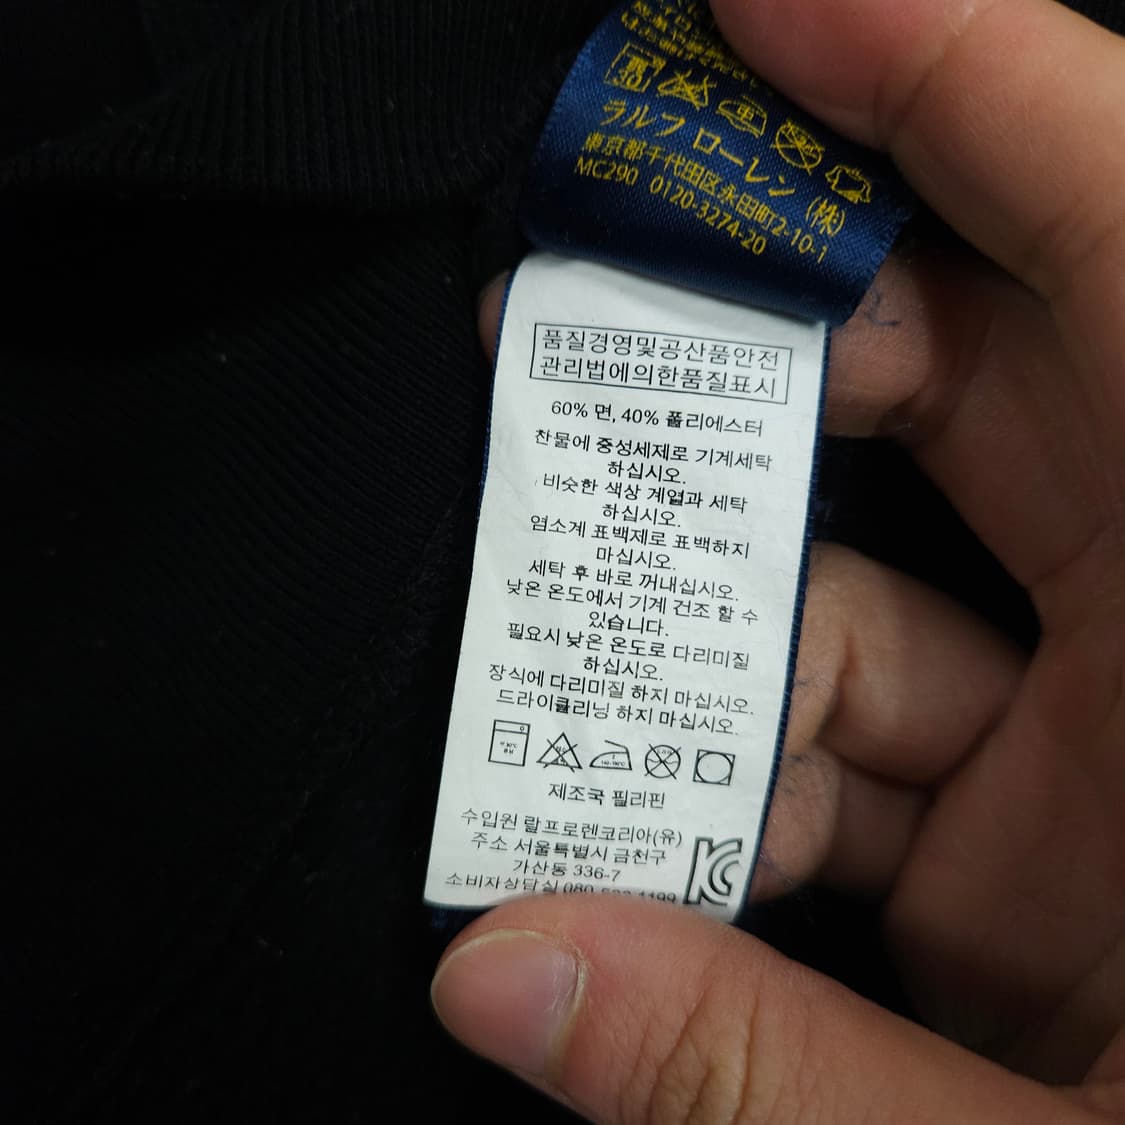 ラルフ ローレン (株)
東京都千代田区永田町2-10-1
MC290 0120-3274-20
품질경영및공산품안전
관리법에의한품질표시
60% 면, 40% 폴리에스터
찬물에 중성세제로 기계세탁
하십시오.
비슷한 색상 계열과 세탁
하십시오.
염소계 표백제로 표백하지
마십시오.
세탁 후 바로 꺼내십시오.
낮은 온도에서 기계 건조 할 수
있습니다.
필요시 낮은 온도로 다리미질
하십시오.
장식에 다리미질 하지 마십시오.
드라이클리닝 하지 마십시오.
제조국 필리핀
수입원 랄프로렌코리아(유)
주소 서울특별시 금천구
가산동 336-7
소비자상담실 080
KC